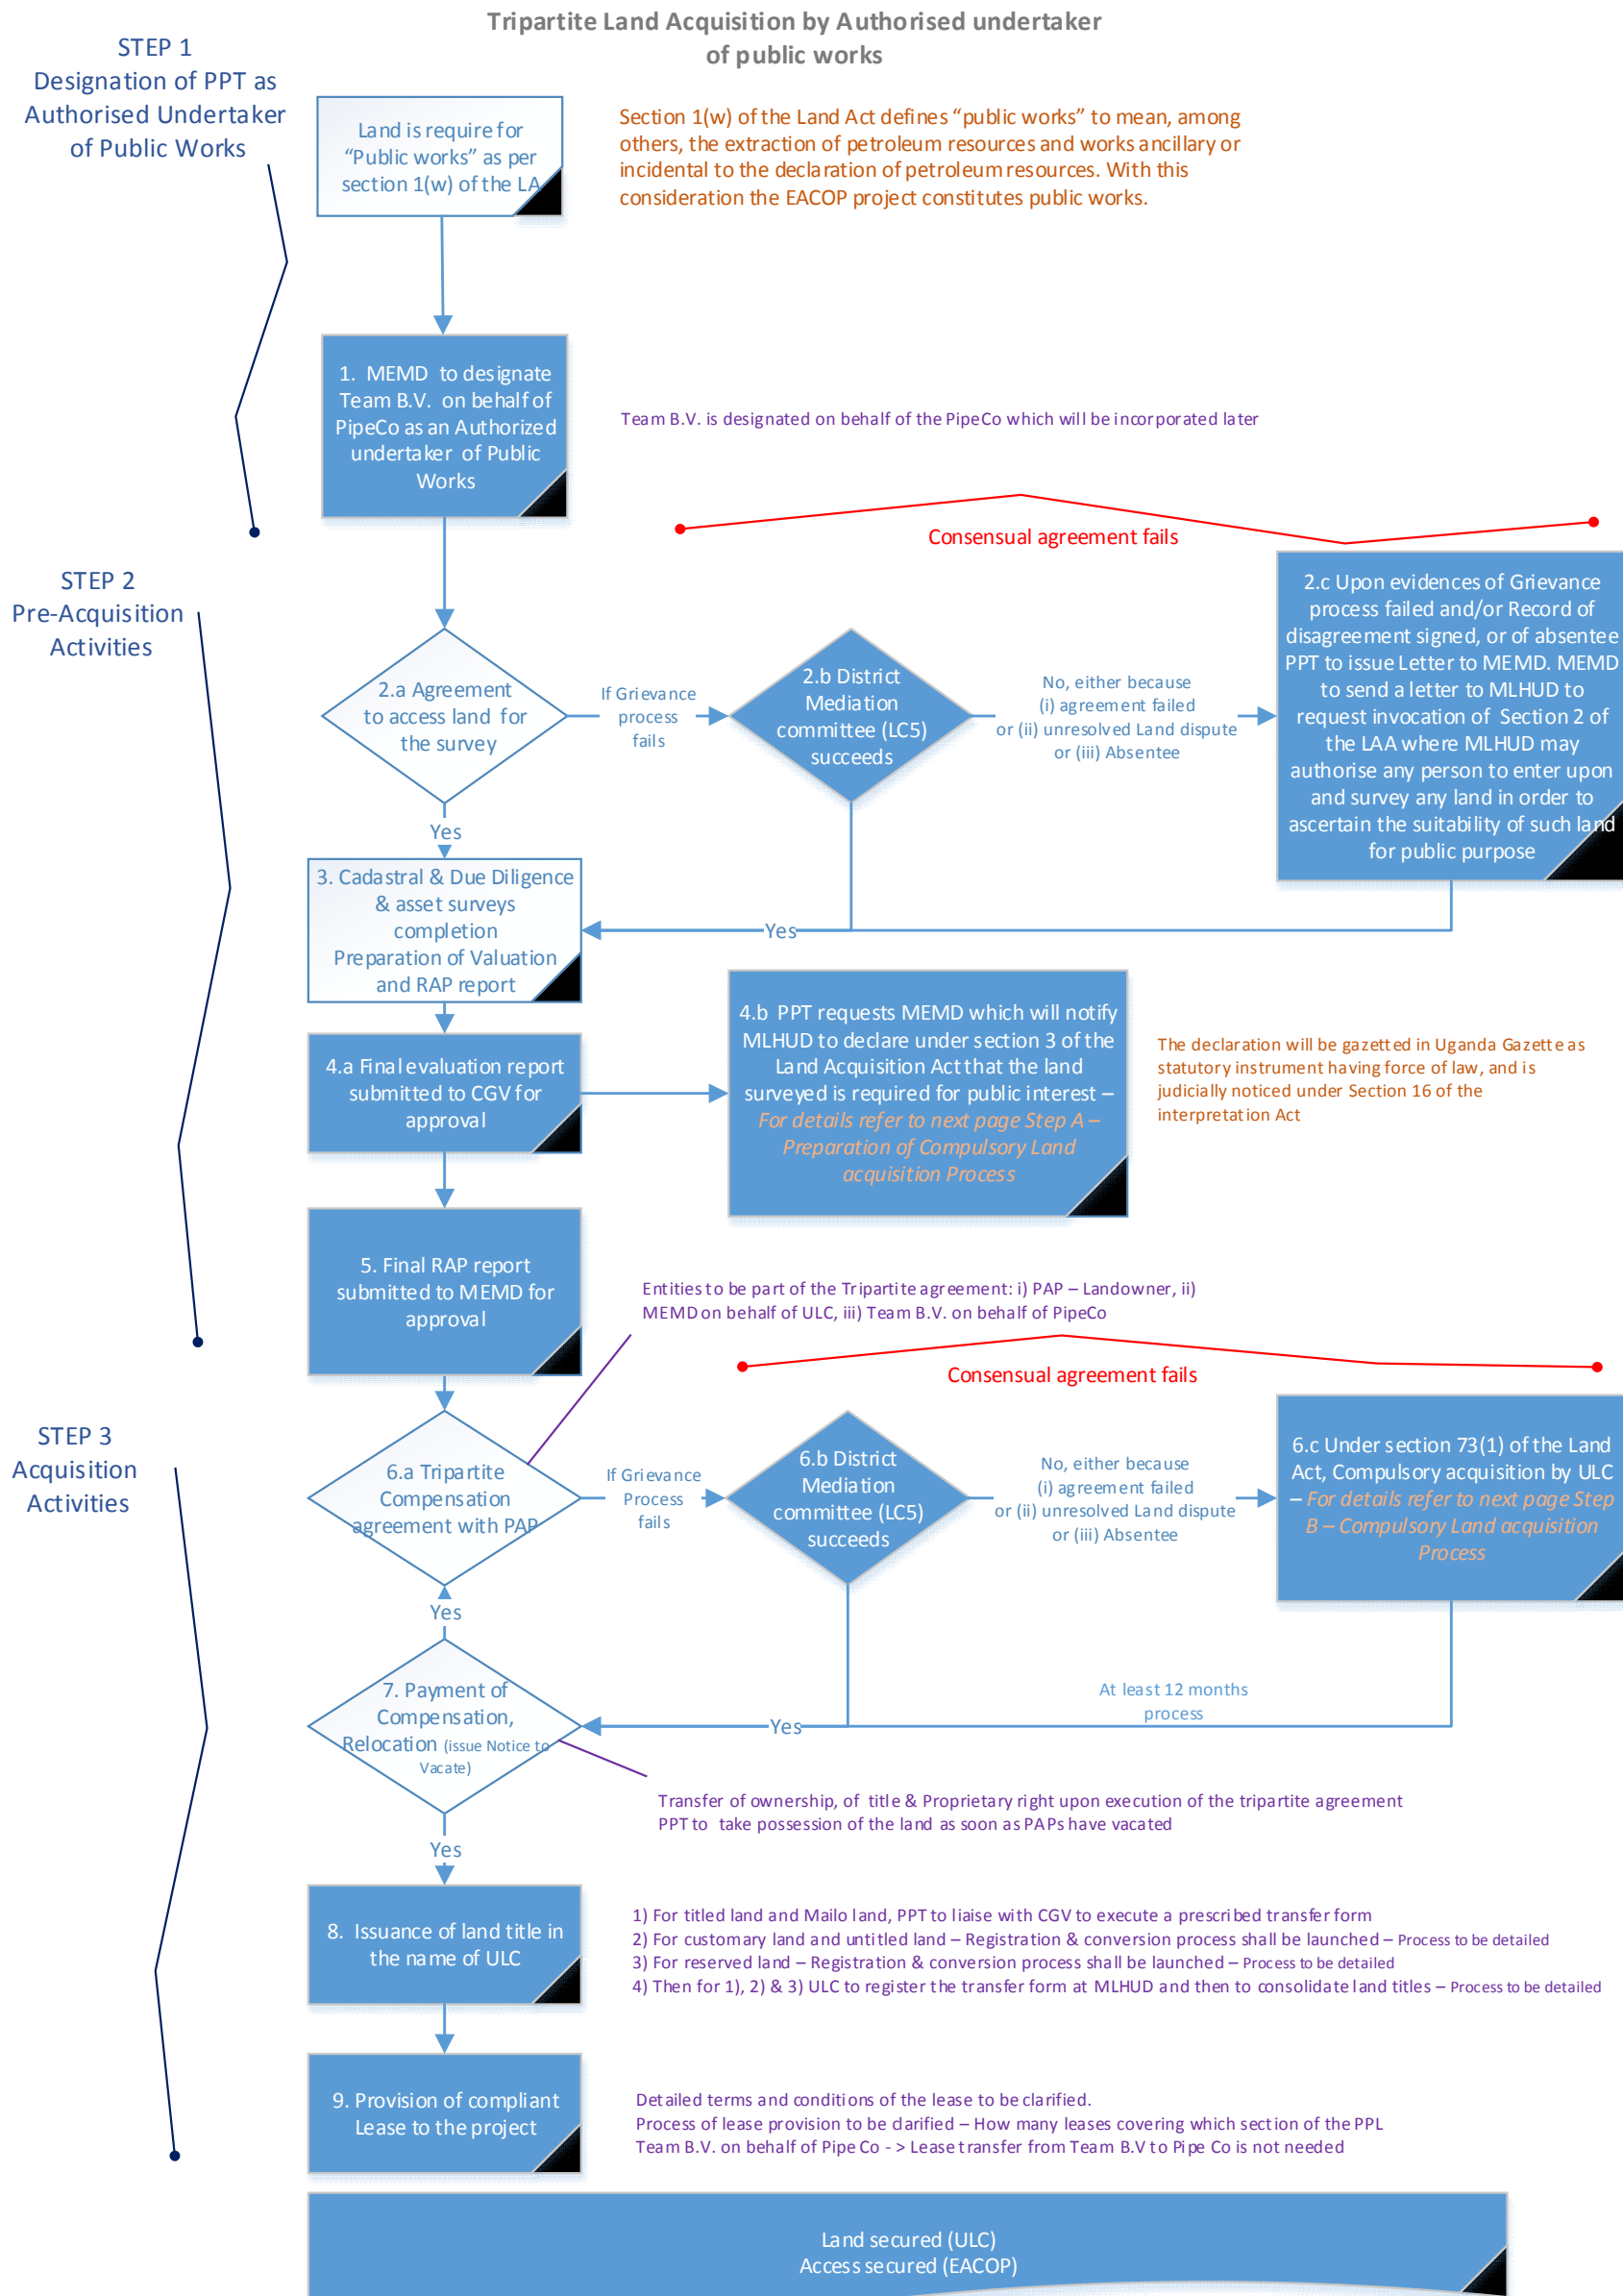 Tripartite Land Acquisition by Authorised undertaker
of public works
STEP 1
Designation of PPT as
Authorised Undertaker
of Public Works
Land is require for
“Public works” as per
section 1(w) of the LA
Section 1(w) of the Land Act defines “public works” to mean, among
others, the extraction of petroleum resources and works ancillary or
incidental to the declaration of petroleum resources. With this
consideration the EACOP project constitutes public works.
1. MEMD to designate
Team B.V. on behalf of
PipeCo as an Authorized
undertaker of Public
Works
Team B.V. is designated on behalf of the PipeCo which will be incorporated later
Consensual agreement fails
STEP 2
Pre-Acquisition
Activities
2.a Agreement
to access land for
the survey
If Grievance
process
fails
2.b District
Mediation
committee (LC5)
succeeds
No, either because
(i) agreement failed
or (ii) unresolved Land dispute
or (iii) Absentee
2.c Upon evidences of Grievance
process failed and/or Record of
disagreement signed, or of absentee
PPT to issue Letter to MEMD. MEMD
to send a letter to MLHUD to
request invocation of Section 2 of
the LAA where MLHUD may
authorise any person to enter upon
and survey any land in order to
ascertain the suitability of such land
for public purpose
Yes
3. Cadastral & Due Diligence
& asset surveys
completion
Preparation of Valuation
and RAP report
Yes
4.a Final evaluation report
submitted to CGV for
approval
4.b PPT requests MEMD which will notify
MLHUD to declare under section 3 of the
Land Acquisition Act that the land
surveyed is required for public interest –
For details refer to next page Step A –
Preparation of Compulsory Land
acquisition Process
The declaration will be gazetted in Uganda Gazette as
statutory instrument having force of law, and is
judicially noticed under Section 16 of the
interpretation Act
5. Final RAP report
submitted to MEMD for
approval
Entities to be part of the Tripartite agreement: i) PAP – Landowner, ii)
MEMD on behalf of ULC, iii) Team B.V. on behalf of PipeCo
Consensual agreement fails
STEP 3
Acquisition
Activities
6.a Tripartite
Compensation
agreement with PAP
If Grievance
Process
fails
6.b District
Mediation
committee (LC5)
succeeds
No, either because
(i) agreement failed
or (ii) unresolved Land dispute
or (iii) Absentee
6.c Under section 73(1) of the Land
Act, Compulsory acquisition by ULC
– For details refer to next page Step
B – Compulsory Land acquisition
Process
Yes
7. Payment of
Compensation,
Relocation (issue Notice to
Vacate)
Yes
At least 12 months
process
Transfer of ownership, of title & Proprietary right upon execution of the tripartite agreement
PPT to take possession of the land as soon as PAPs have vacated
Yes
8. Issuance of land title in
the name of ULC
1) For titled land and Mailo land, PPT to liaise with CGV to execute a prescribed transfer form
2) For customary land and untitled land – Registration & conversion process shall be launched – Process to be detailed
3) For reserved land – Registration & conversion process shall be launched – Process to be detailed
4) Then for 1), 2) & 3) ULC to register the transfer form at MLHUD and then to consolidate land titles – Process to be detailed
9. Provision of compliant
Lease to the project
Detailed terms and conditions of the lease to be clarified.
Process of lease provision to be clarified – How many leases covering which section of the PPL
Team B.V. on behalf of Pipe Co - > Lease transfer from Team B.V to Pipe Co is not needed
Land secured (ULC)
Access secured (EACOP)